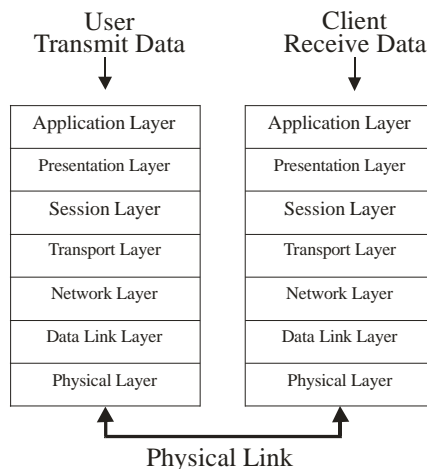 User
Transmit Data
Client
Receive Data
Application Layer
Presentation Layer
Session Layer
Transport Layer
Network Layer
Data Link Layer
Physical Layer
Application Layer
Presentation Layer
Session Layer
Transport Layer
Network Layer
Data Link Layer
Physical Layer
Physical Link